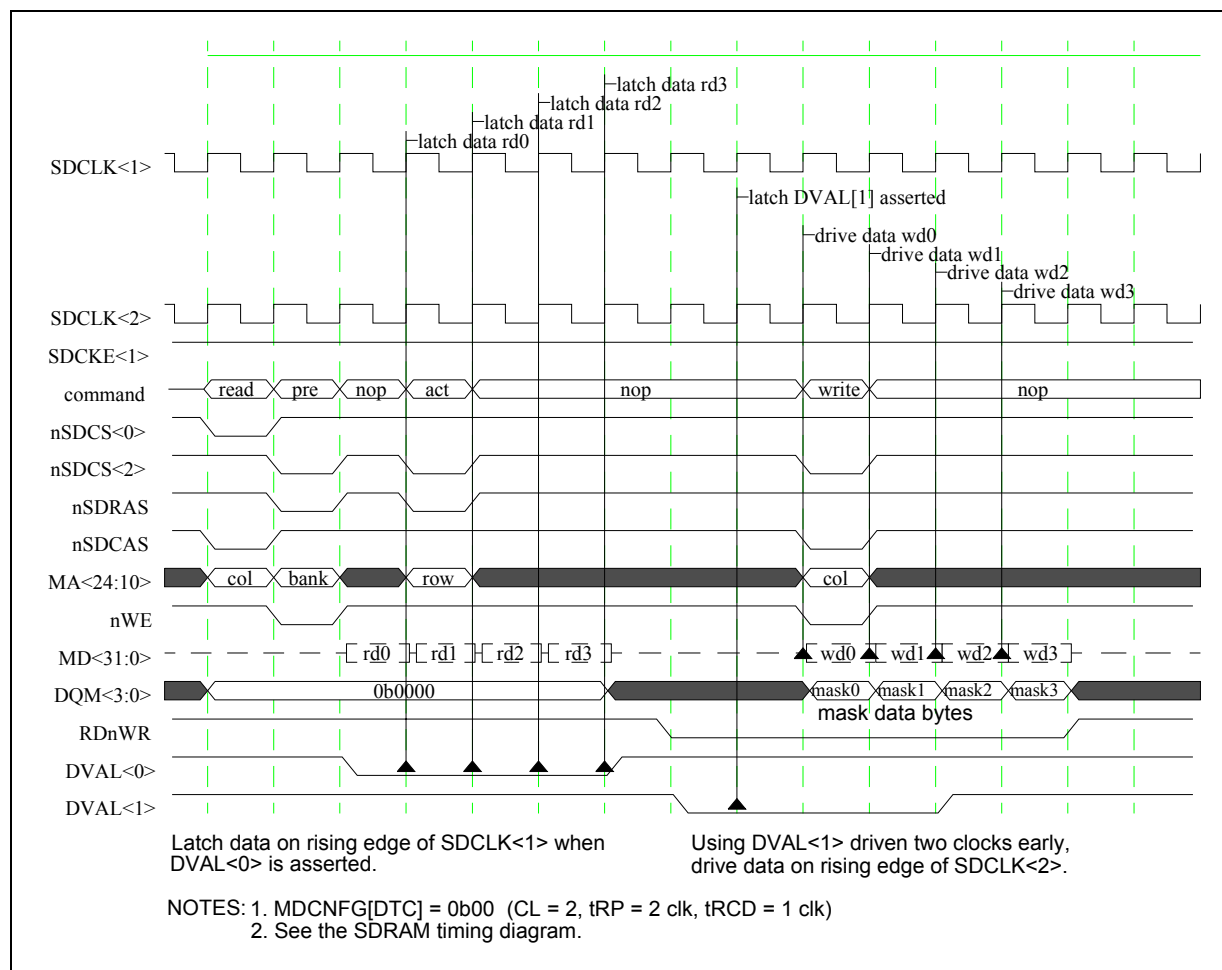 latch data rd3
latch data rd2
latch data rd1
latch data rd0
SDCLK<1>
latch DVAL[1] asserted
drive data wd0
drive data wd1
drive data wd2
drive data wd3
SDCLK<2>
SDCKE<1>
command read pre nop act nop write nop
nSDCS<0>
nSDCS<2>
nSDRAS
nSDCAS
MA<24:10> col bank row col
nWE
MD<31:0> rd0 rd1 rd2 rd3 wd0 wd1 wd2 wd3
DQM<3:0> 0b0000 mask0 mask1 mask2 mask3
mask data bytes
RDnWR
DVAL<0>
DVAL<1>
Latch data on rising edge of SDCLK<1> when
DVAL<0> is asserted.
Using DVAL<1> driven two clocks early,
drive data on rising edge of SDCLK<2>.
NOTES: 1. MDCNFG[DTC] = 0b00 (CL = 2, tRP = 2 clk, tRCD = 1 clk)
2. See the SDRAM timing diagram.